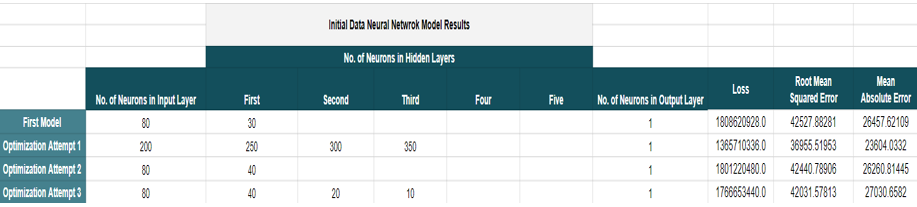 Initial Data Neural Netwrok Model Results
No. of Neurons in Hidden Layers
No. of Neurons in Input Layer First Second Third Four Five No. of Neurons in Output Layer Loss Root Mean Squared Error Mean Absolute Error
First Model 80 30 1 1808620928.0 42527.88281 26457.62109
Optimization Attempt 1 200 250 300 350 1 1365710336.0 36955.51953 23604.0332
Optimization Attempt 2 80 40 1 1801220480.0 42440.78906 26260.81445
Optimization Attempt 3 80 40 20 10 1 1766653440.0 42031.57813 27030.6582